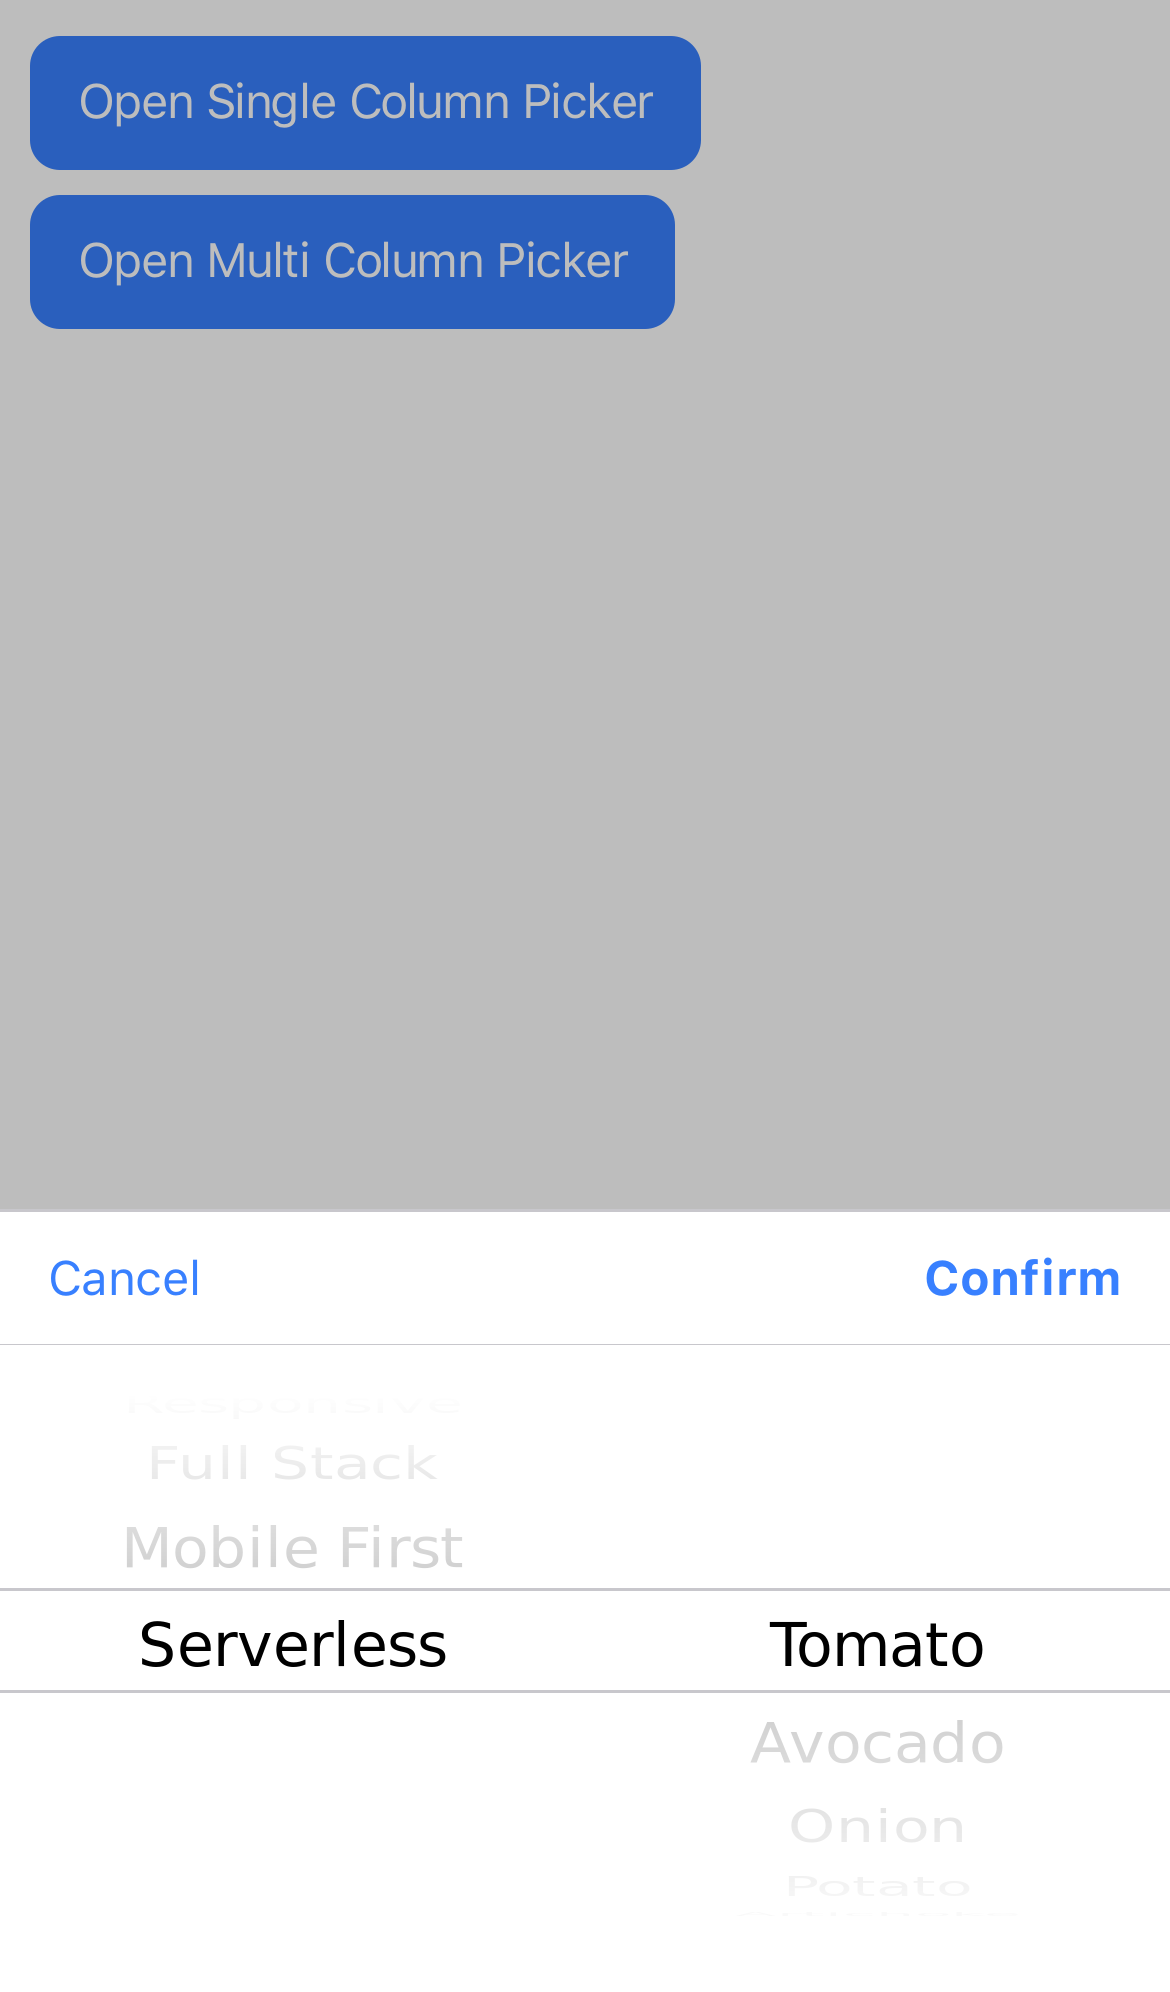 Open Single Column Picker
Open Multi Column Picker
Cancel Confirm
Responsive
Full Stack
Mobile First
Serverless Tomato
Avocado
Onion
Potato